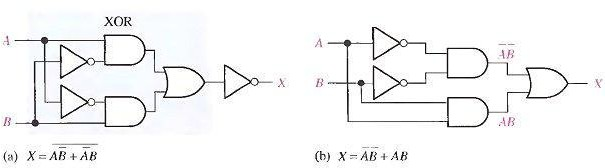 XOR
A
X
B
(a) X = A̅B̅̅ + A̅̅B̅
A
A̅B̅
B
X
AB
(b) X = A̅B̅ + AB